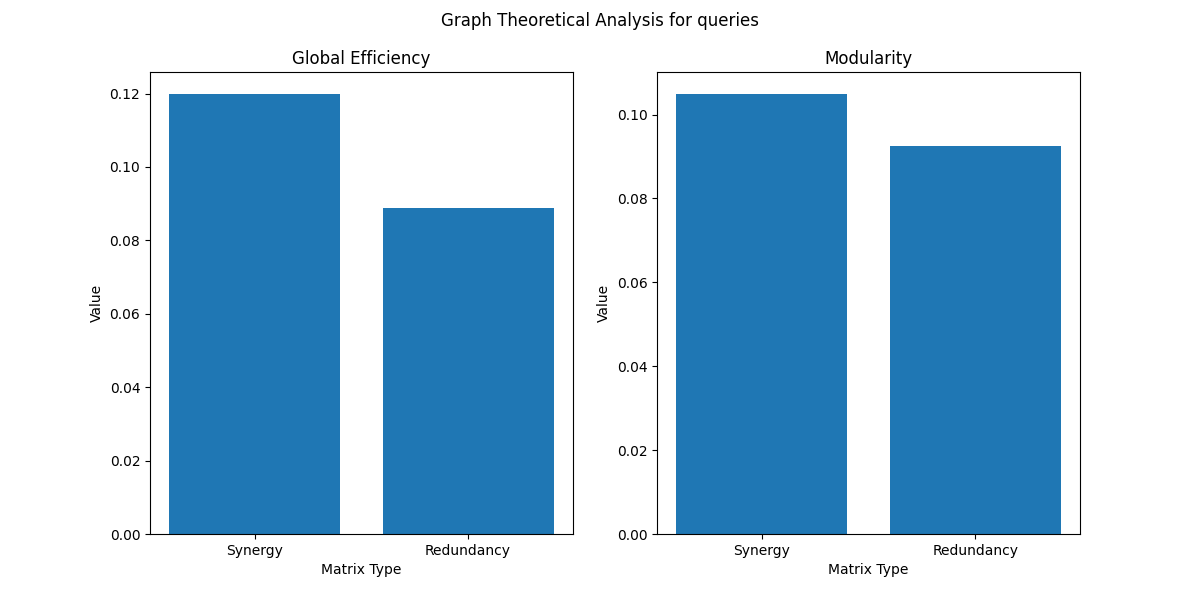 Graph Theoretical Analysis for queries
Global Efficiency
Value
0.12
0.10
0.08
0.06
0.04
0.02
0.00
Synergy Redundancy
Matrix Type
Modularity
Value
0.10
0.08
0.06
0.04
0.02
0.00
Synergy Redundancy
Matrix Type